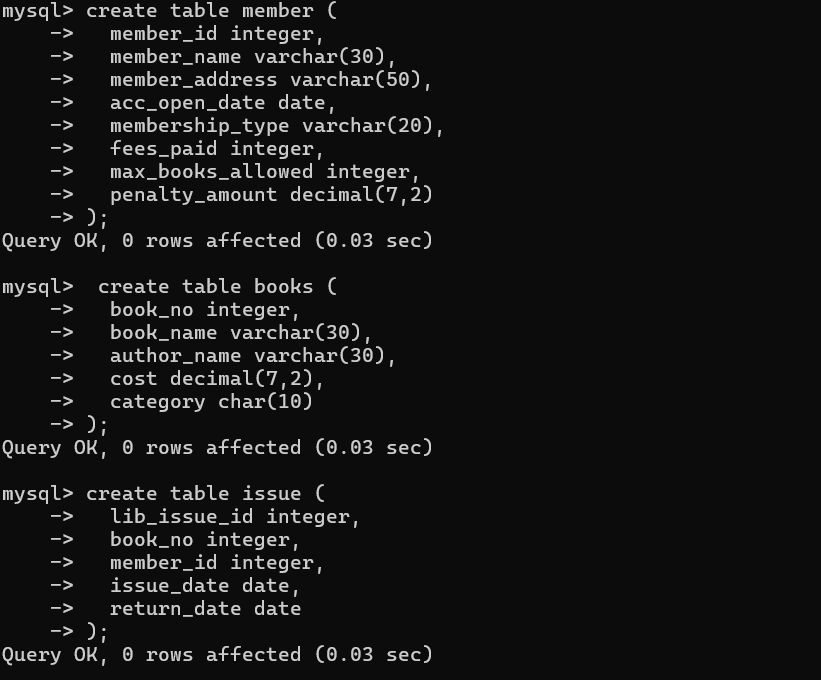 mysql> create table member (
    ->   member_id integer,
    ->   member_name varchar(30),
    ->   member_address varchar(50),
    ->   acc_open_date date,
    ->   membership_type varchar(20),
    ->   fees_paid integer,
    ->   max_books_allowed integer,
    ->   penalty_amount decimal(7,2)
    -> );
Query OK, 0 rows affected (0.03 sec)

mysql>  create table books (
    ->   book_no integer,
    ->   book_name varchar(30),
    ->   author_name varchar(30),
    ->   cost decimal(7,2),
    ->   category char(10)
    -> );
Query OK, 0 rows affected (0.03 sec)

mysql> create table issue (
    ->   lib_issue_id integer,
    ->   book_no integer,
    ->   member_id integer,
    ->   issue_date date,
    ->   return_date date
    -> );
Query OK, 0 rows affected (0.03 sec)